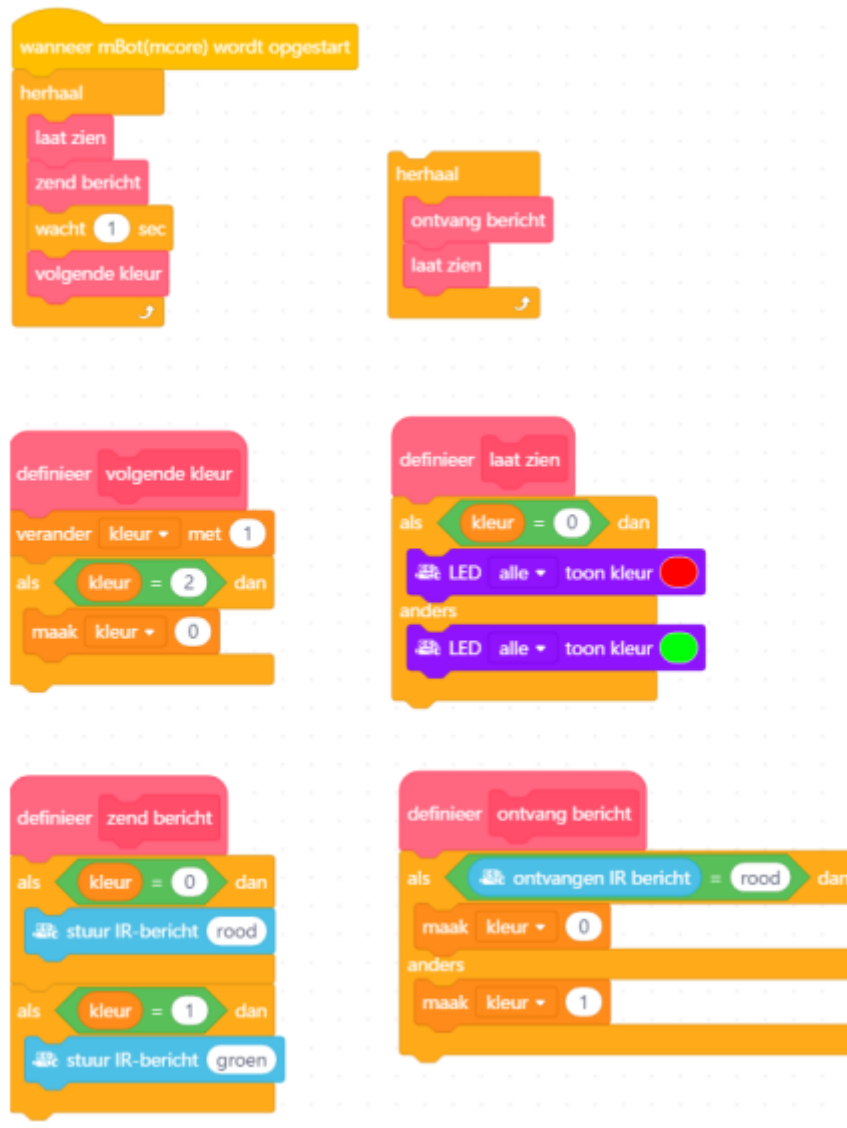 wanneer mBot(mcore) wordt opgestart
herhaal
laat zien
zend bericht
wacht 1 sec
volgende kleur
herhaal
ontvang bericht
laat zien
definieer volgende kleur
verander kleur met 1
als kleur = 2 dan
maak kleur 0
definieer laat zien
als kleur = 0 dan
LED alle toon kleur
anders
LED alle toon kleur
definieer zend bericht
als kleur = 0 dan
stuur IR-bericht rood
als kleur = 1 dan
stuur IR-bericht groen
definieer ontvang bericht
als ontvangen IR bericht = rood dan
maak kleur 0
anders
maak kleur 1